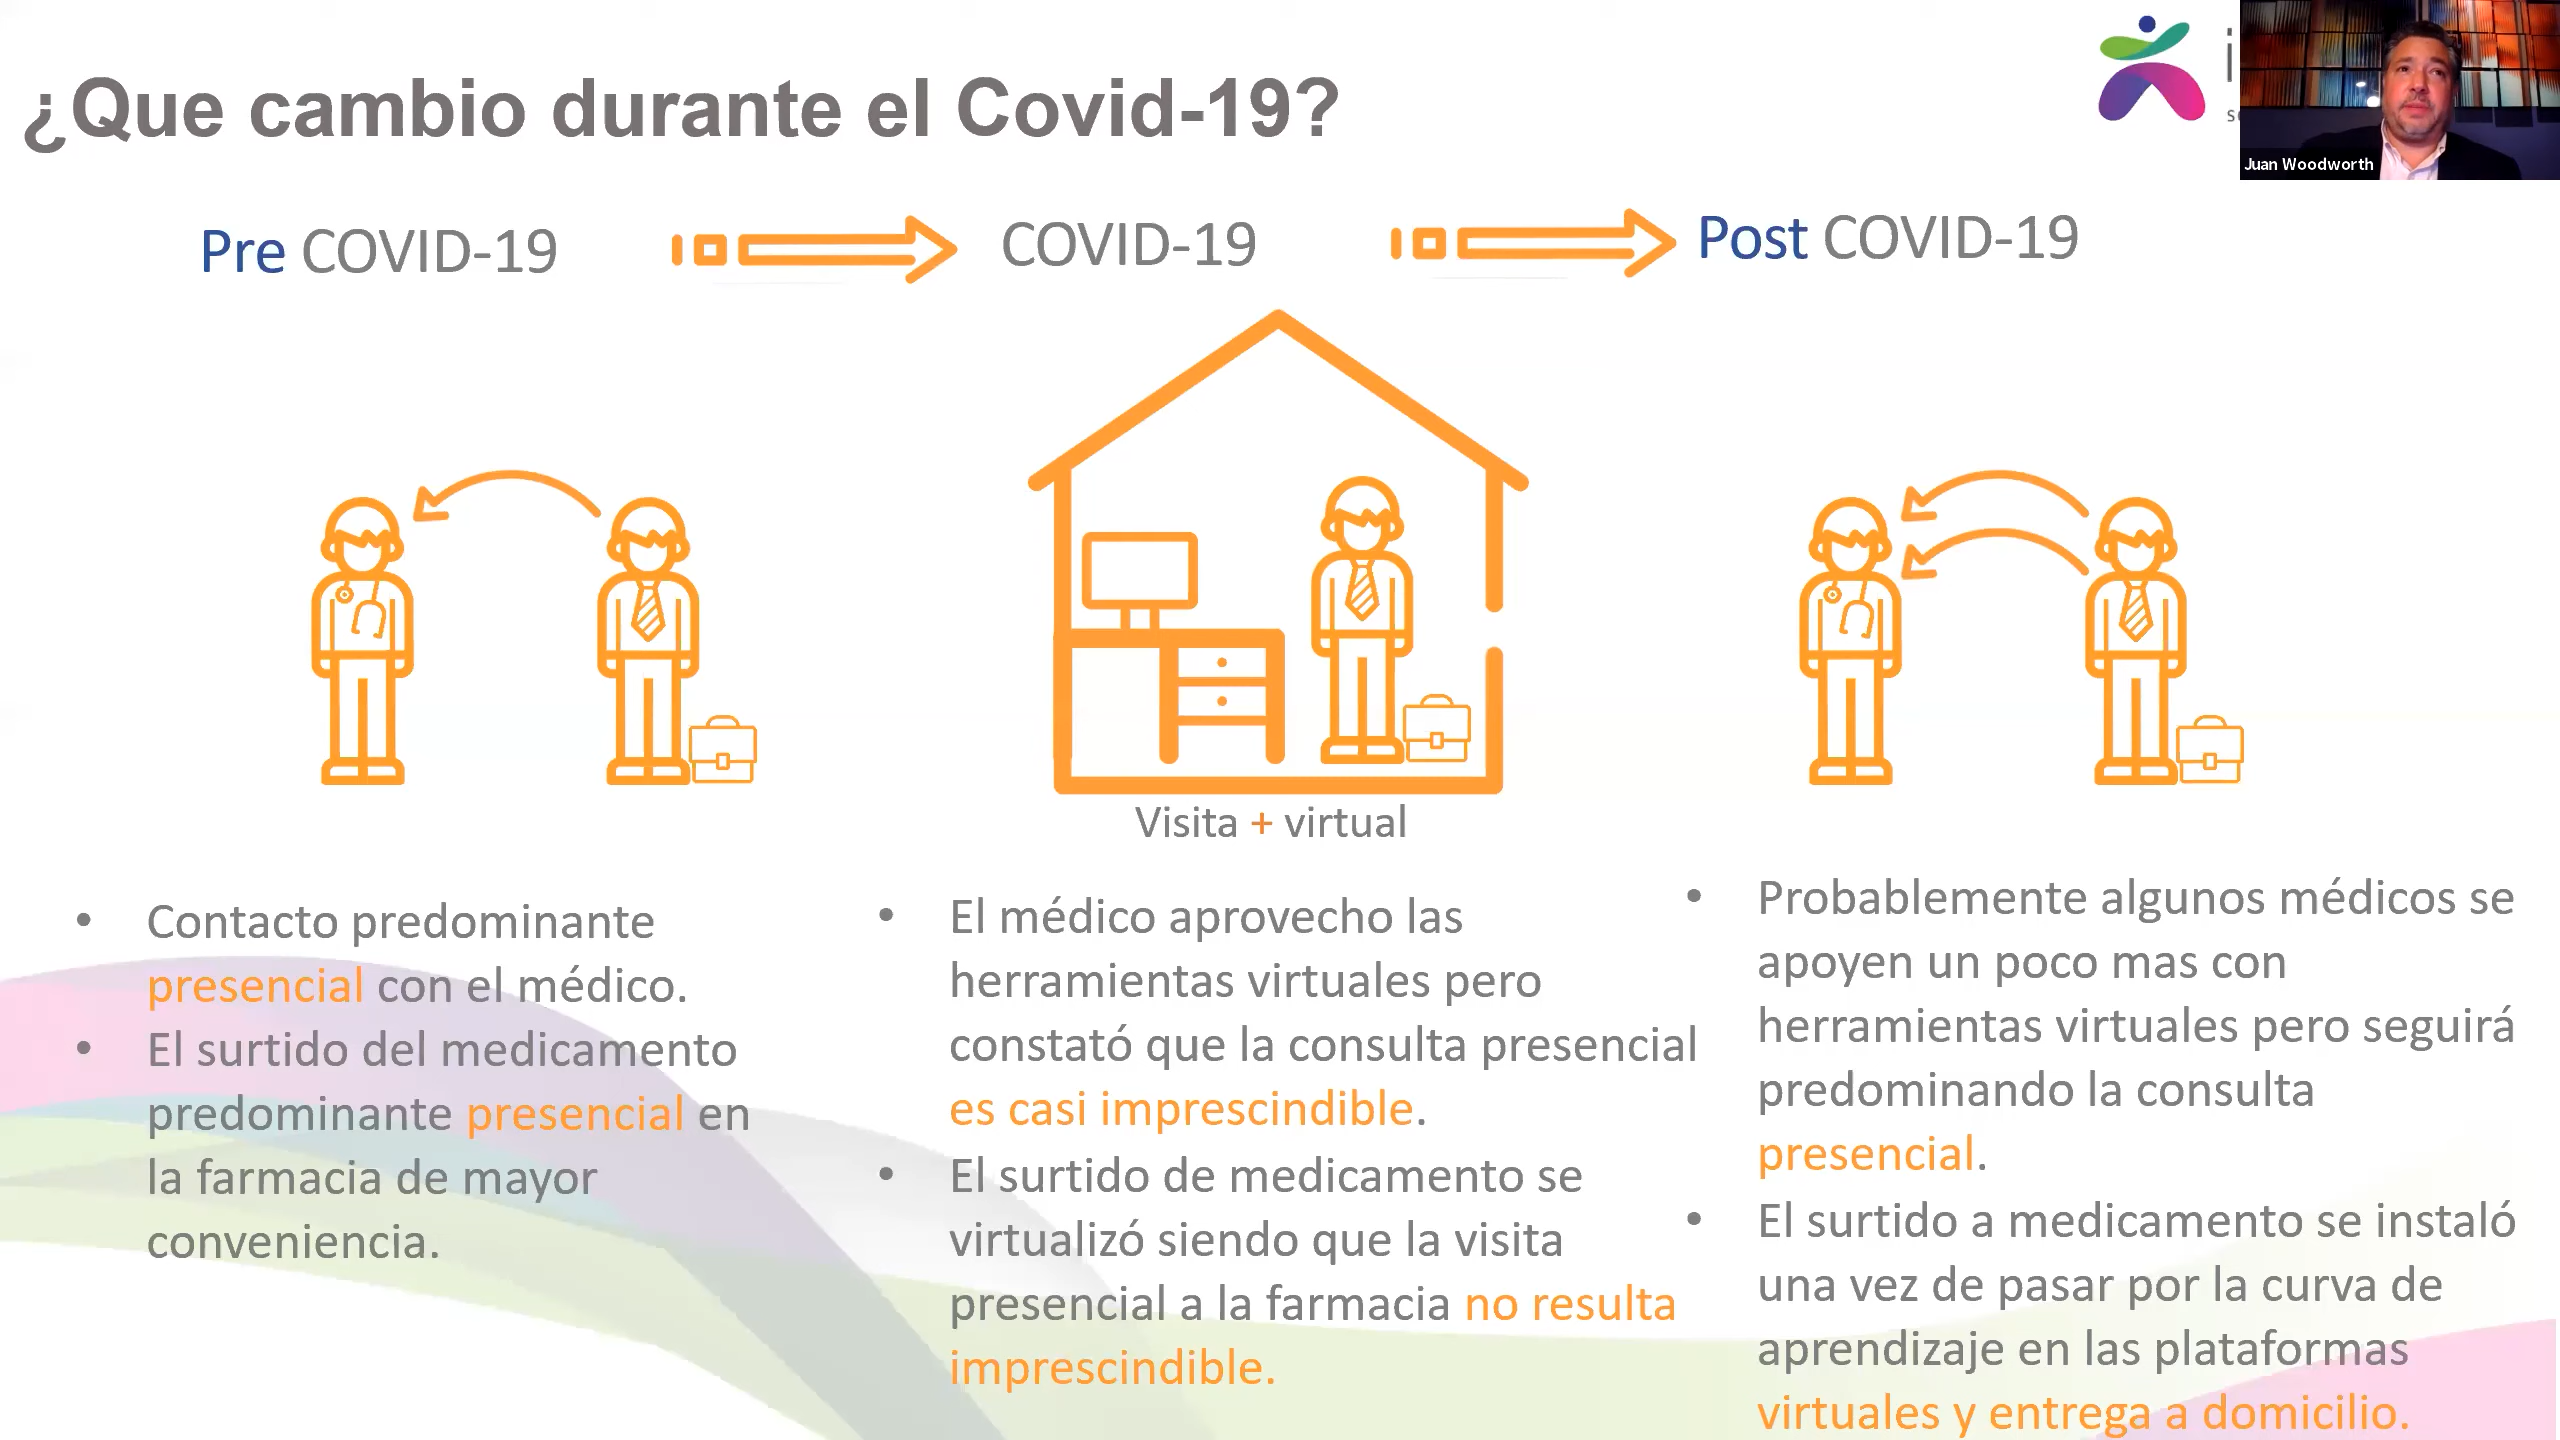 ¿Que cambio durante el Covid-19?
Juan Woodworth
Pre COVID-19
COVID-19
Post COVID-19
Visita + virtual
• Contacto predominante
presencial con el médico.
• El surtido del medicamento
predominante presencial en
la farmacia de mayor
conveniencia.
• El médico aprovecho las
herramientas virtuales pero
constató que la consulta presencial
es casi imprescindible.
• El surtido de medicamento se
virtualizó siendo que la visita
presencial a la farmacia no resulta
imprescindible.
• Probablemente algunos médicos se
apoyen un poco mas con
herramientas virtuales pero seguirá
predominando la consulta
presencial.
• El surtido a medicamento se instaló
una vez de pasar por la curva de
aprendizaje en las plataformas
virtuales y entrega a domicilio.